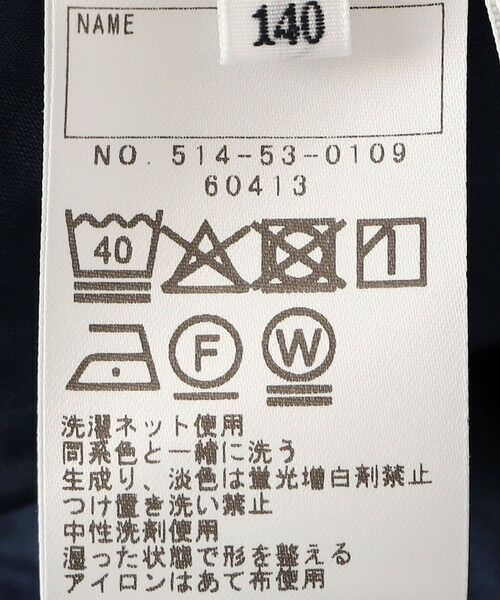 140
NAME
NO. 514-53-0109
60413
40
F W
洗濯ネット使用
同系色と一緒に洗う
生成り、淡色は蛍光増白剤禁止
つけ置き洗い禁止
中性洗剤使用
湿った状態で形を整える
アイロンはあて布使用